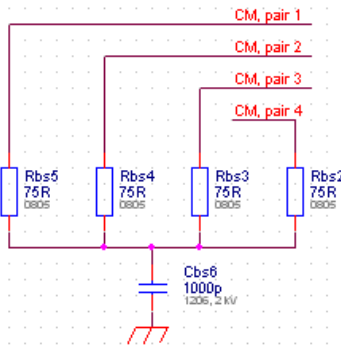 CM, pair 1
CM, pair 2
CM, pair 3
CM, pair 4
Rbs5
75R
0805
Rbs4
75R
0805
Rbs3
75R
0805
Rbs2
75R
0805
Cbs6
1000p
1206, 2 kV